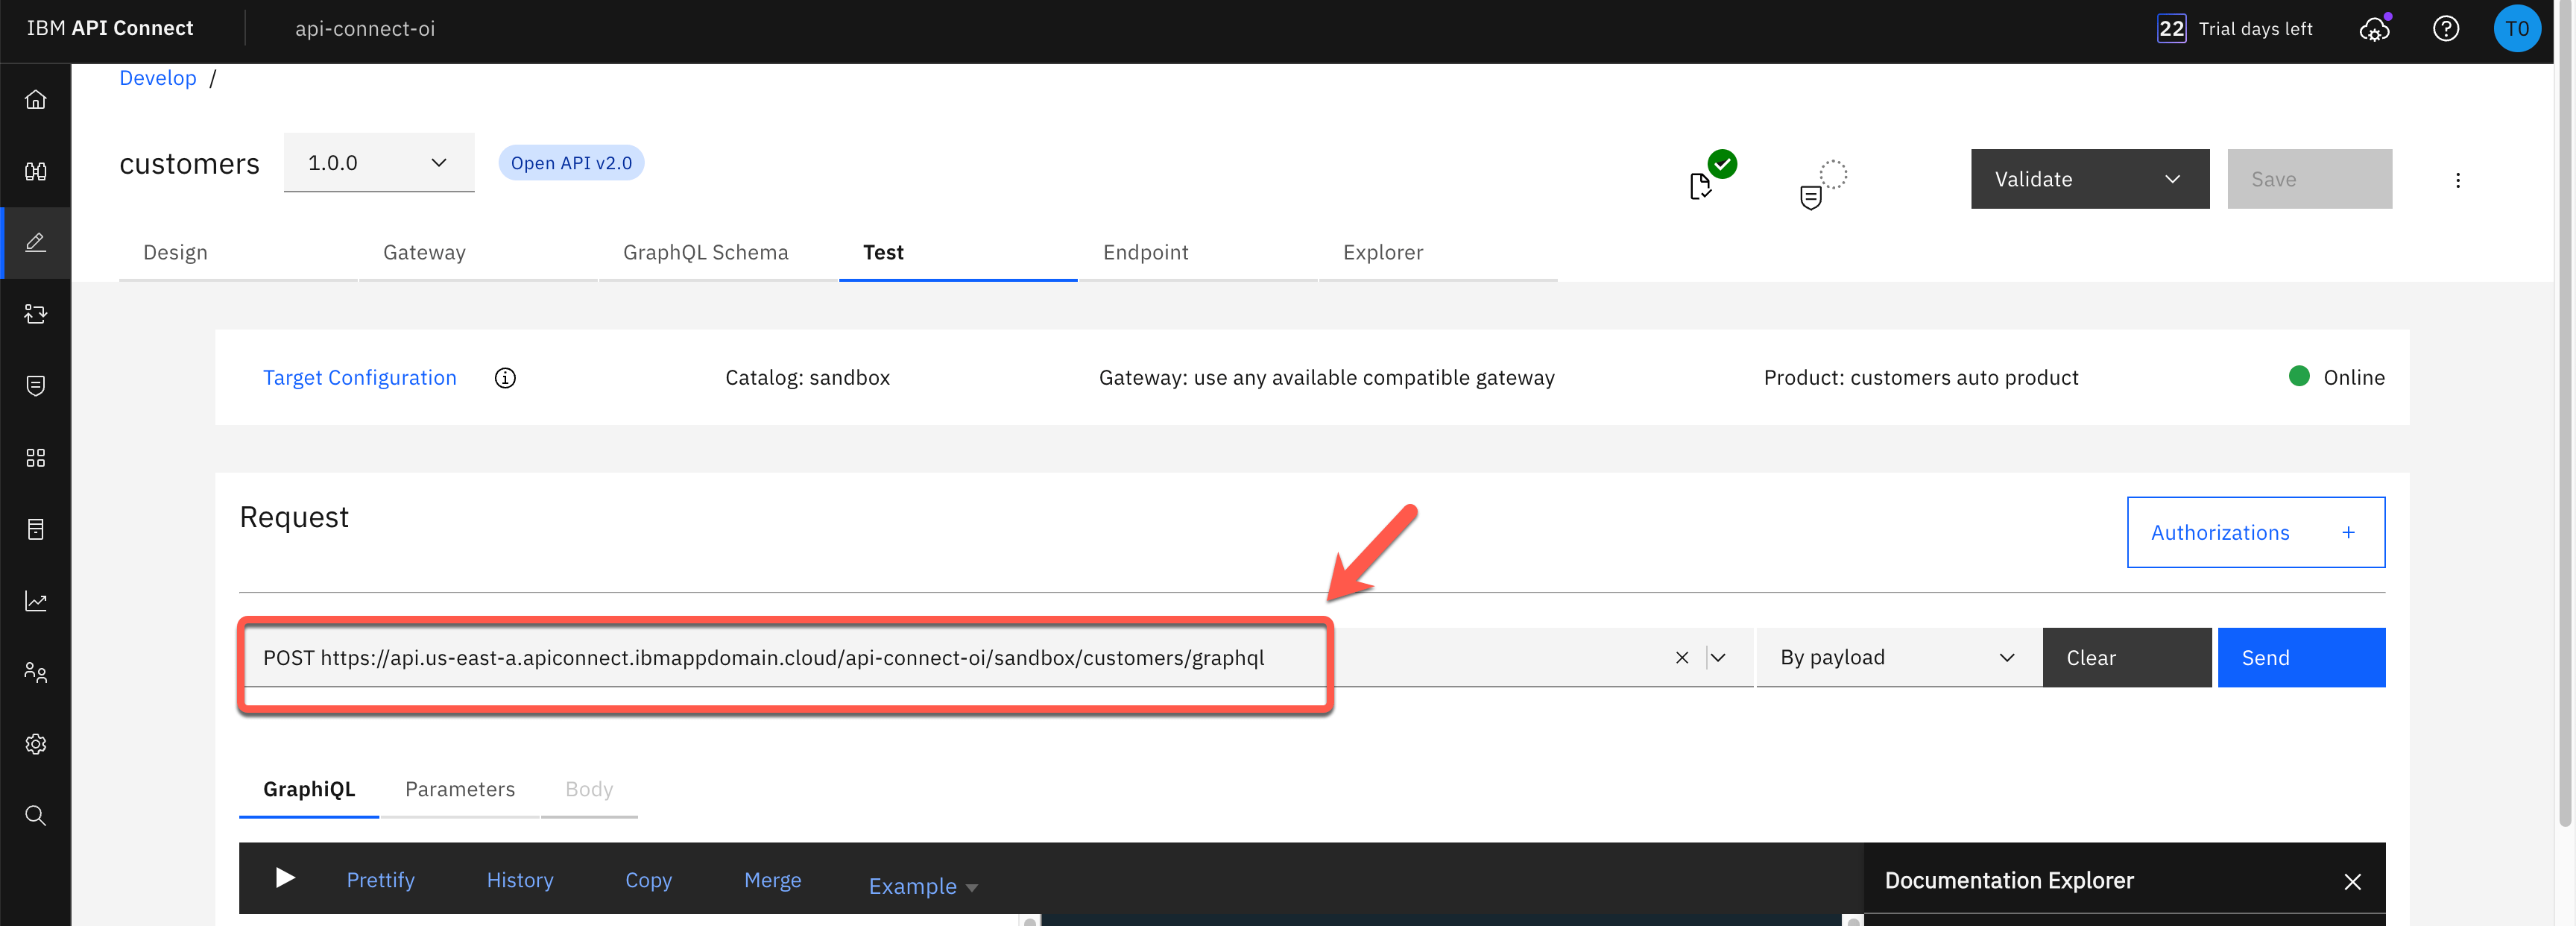 IBM API Connect
api-connect-oi
22 Trial days left
T0
Develop /
customers
1.0.0
Open API v2.0
Validate
Save
Design
Gateway
GraphQL Schema
Test
Endpoint
Explorer
Target Configuration
Catalog: sandbox
Gateway: use any available compatible gateway
Product: customers auto product
Online
Request
Authorizations +
POST https://api.us-east-a.apiconnect.ibmappdomain.cloud/api-connect-oi/sandbox/customers/graphql
By payload
Clear
Send
GraphiQL
Parameters
Body
Prettify
History
Copy
Merge
Example
Documentation Explorer